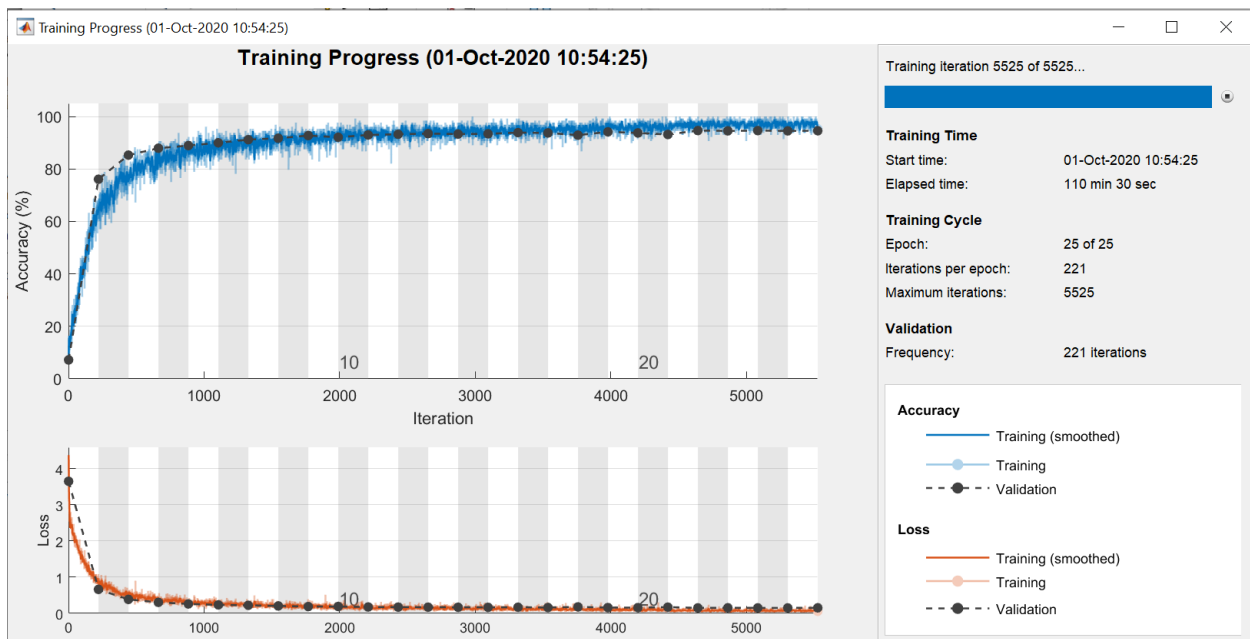 Training Progress (01-Oct-2020 10:54:25)
Training Progress (01-Oct-2020 10:54:25)
100
80
60
40
20
0
Accuracy (%)
10
20
0 1000 2000 3000 4000 5000
Iteration
4
3
2
1
0
Loss
10
20
0 1000 2000 3000 4000 5000
Training iteration 5525 of 5525...
Training Time
Start time: 01-Oct-2020 10:54:25
Elapsed time: 110 min 30 sec
Training Cycle
Epoch: 25 of 25
Iterations per epoch: 221
Maximum iterations: 5525
Validation
Frequency: 221 iterations
Accuracy
Training (smoothed)
Training
Validation
Loss
Training (smoothed)
Training
Validation